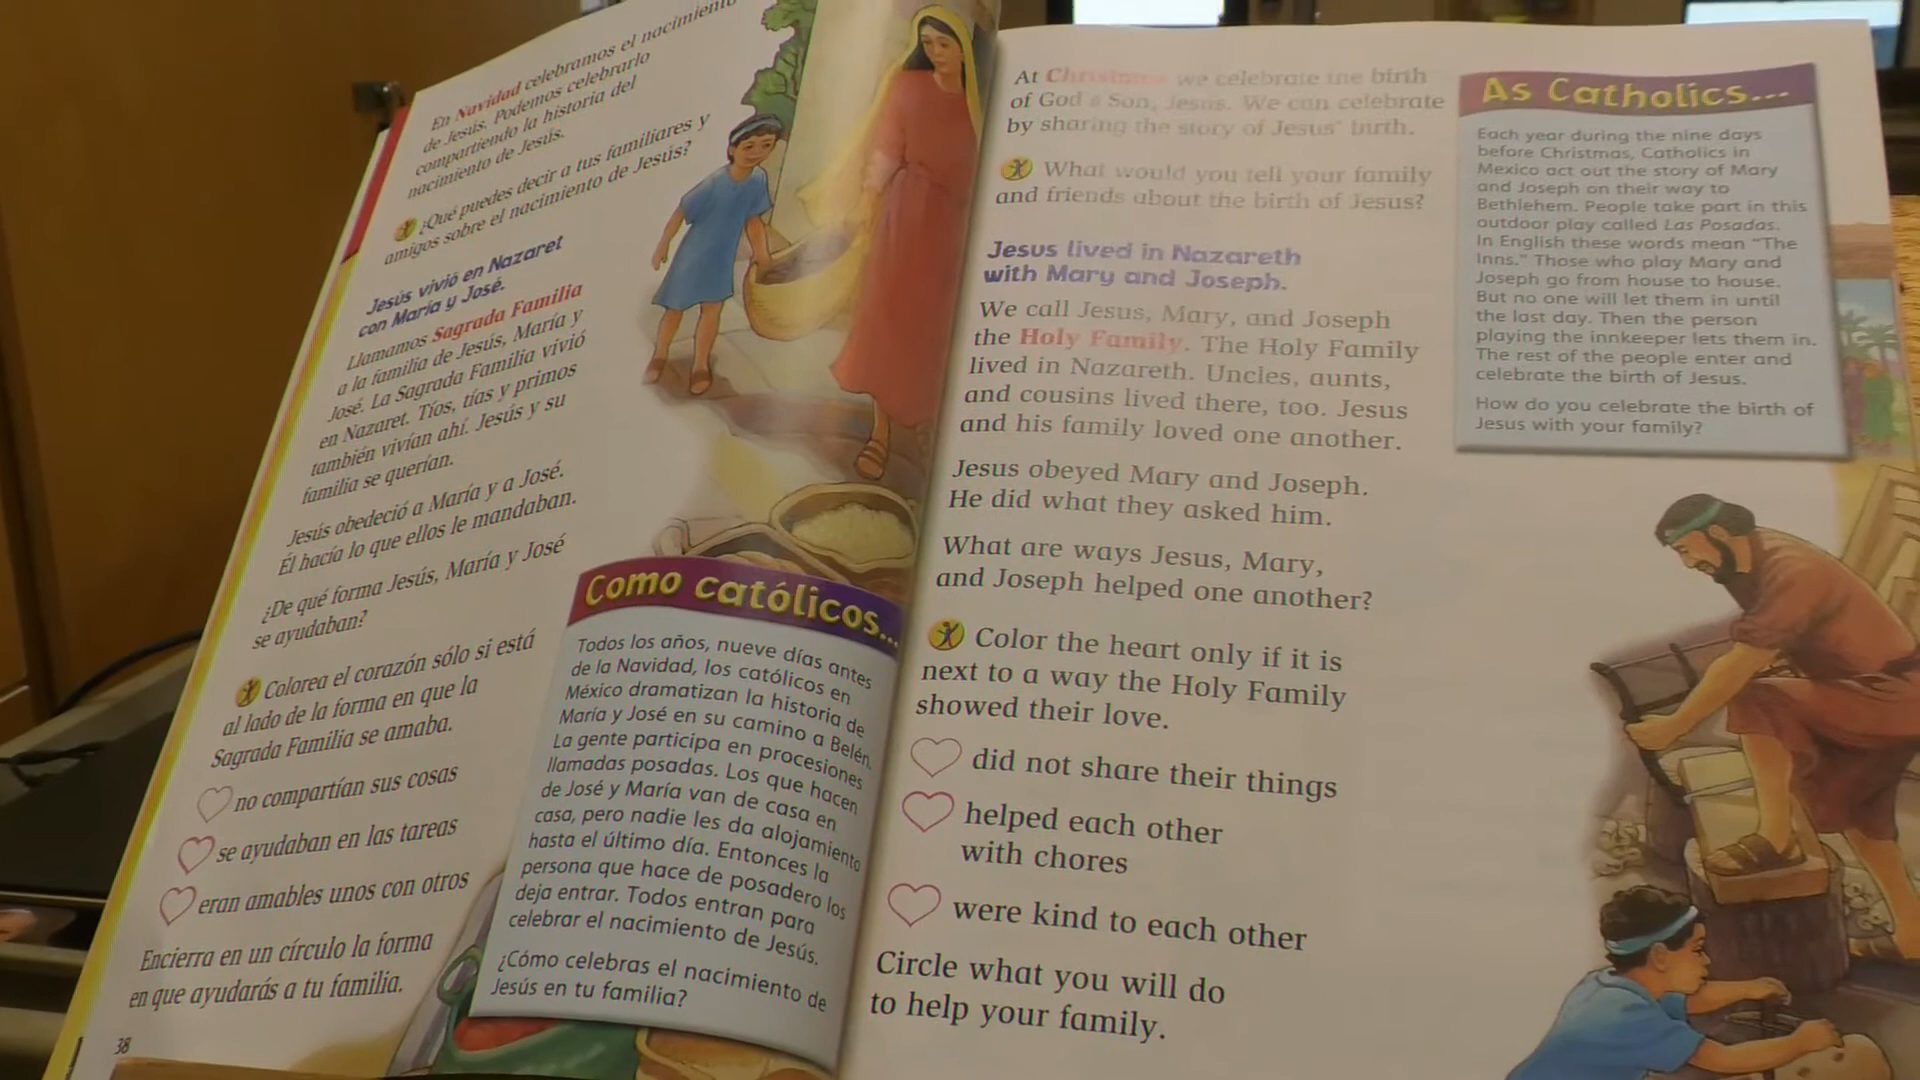 En Navidad celebramos el nacimiento
de Jesús. Podemos celebrarlo
compartiendo la historia del
nacimiento de Jesús.
¿Qué puedes decir a tus familiares y
amigos sobre el nacimiento de Jesús?
Jesús vivió en Nazaret
con María y José.
Llamamos Sagrada Familia
a la familia de Jesús, María y
José. La Sagrada Familia vivió
en Nazaret. Tíos, tías y primos
también vivían ahí. Jesús y su
familia se querían.
Jesús obedeció a María y a José.
Él hacía lo que ellos le mandaban.
¿De qué forma Jesús, María y José
se ayudaban?
Colorea el corazón sólo si está
al lado de la forma en que la
Sagrada Familia se amaba.
no compartían sus cosas
se ayudaban en las tareas
eran amables unos con otros
Encierra en un círculo la forma
en que ayudarás a tu familia.
38
Como católicos...
Todos los años, nueve días antes
de la Navidad, los católicos en
México dramatizan la historia de
María y José en su camino a Belén.
La gente participa en procesiones
llamadas posadas. Los que hacen
de José y María van de casa en
casa, pero nadie les da alojamiento
hasta el último día. Entonces la
persona que hace de posadero los
deja entrar. Todos entran para
celebrar el nacimiento de Jesús.
¿Cómo celebras el nacimiento de
Jesús en tu familia?
At Christmas we celebrate the birth
of God's Son, Jesus. We can celebrate
by sharing the story of Jesus' birth.
What would you tell your family
and friends about the birth of Jesus?
Jesus lived in Nazareth
with Mary and Joseph.
We call Jesus, Mary, and Joseph
the Holy Family. The Holy Family
lived in Nazareth. Uncles, aunts,
and cousins lived there, too. Jesus
and his family loved one another.
Jesus obeyed Mary and Joseph.
He did what they asked him.
What are ways Jesus, Mary,
and Joseph helped one another?
Color the heart only if it is
next to a way the Holy Family
showed their love.
did not share their things
helped each other
with chores
were kind to each other
Circle what you will do
to help your family.
As Catholics...
Each year during the nine days
before Christmas, Catholics in
Mexico act out the story of Mary
and Joseph on their way to
Bethlehem. People take part in this
outdoor play called Las Posadas.
In English these words mean "The
Inns." Those who play Mary and
Joseph go from house to house.
But no one will let them in until
the last day. Then the person
playing the innkeeper lets them in.
The rest of the people enter and
celebrate the birth of Jesus.
How do you celebrate the birth of
Jesus with your family?